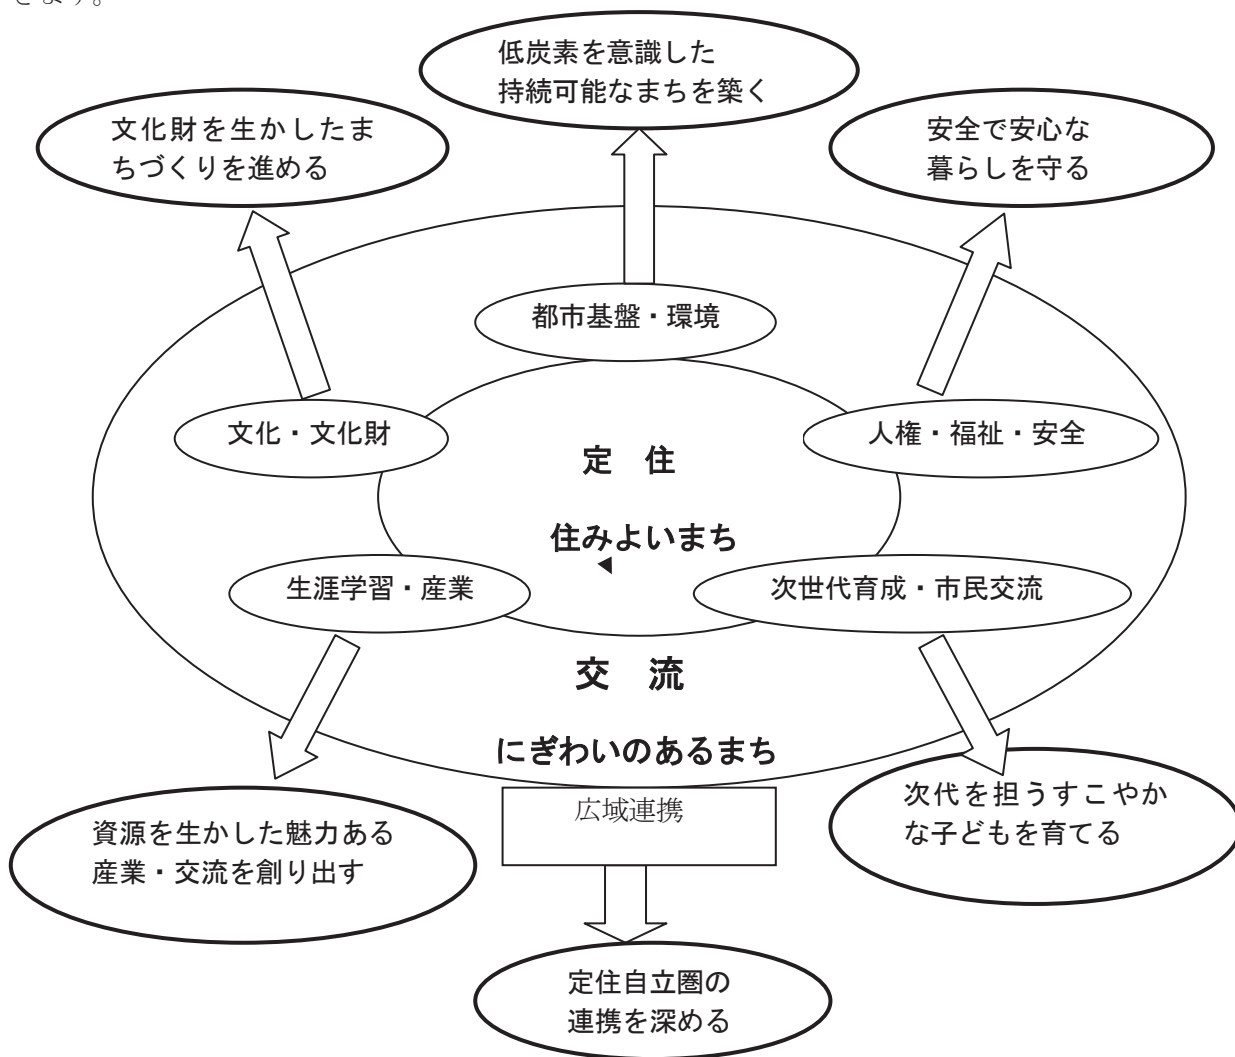 きます。
低炭素を意識した
持続可能なまちを築く
文化財を生かしたま
ちづくりを進める
安全で安心な
暮らしを守る
都市基盤・環境
文化・文化財
人権・福祉・安全
定 住
住みよいまち
生涯学習・産業
次世代育成・市民交流
交 流
にぎわいのあるまち
広域連携
次代を担うすこやか
な子どもを育てる
資源を生かした魅力ある
産業・交流を創り出す
定住自立圏の
連携を深める